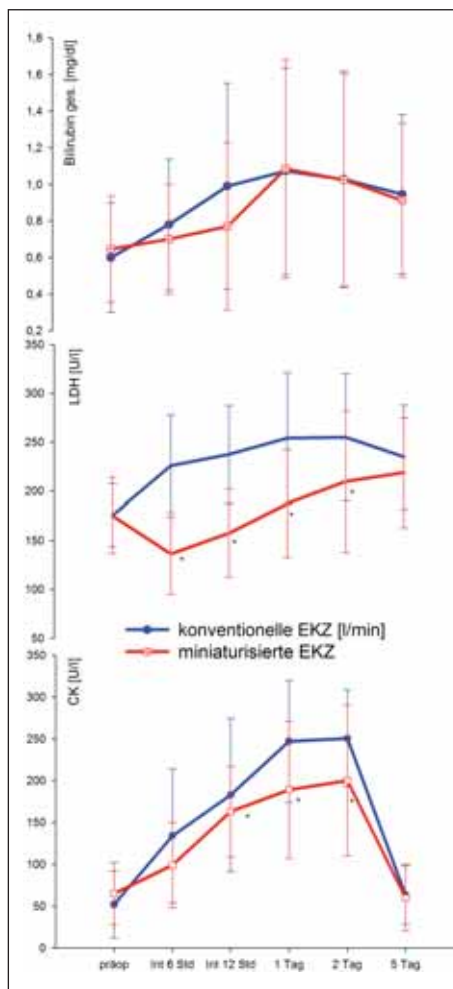 Bilirubin ges. [mg/dl]
1,8
1,6
1,4
1,2
1,0
0,8
0,6
0,4
0,2
LDH [U/l]
350
300
250
200
150
100
50
*
*
*
*
konventionelle EKZ [l/min]
miniaturisierte EKZ
CK [U/l]
350
300
250
200
150
100
50
0
*
*
*
präop
Int 6 Std
Int 12 Std
1 Tag
2 Tag
5 Tag